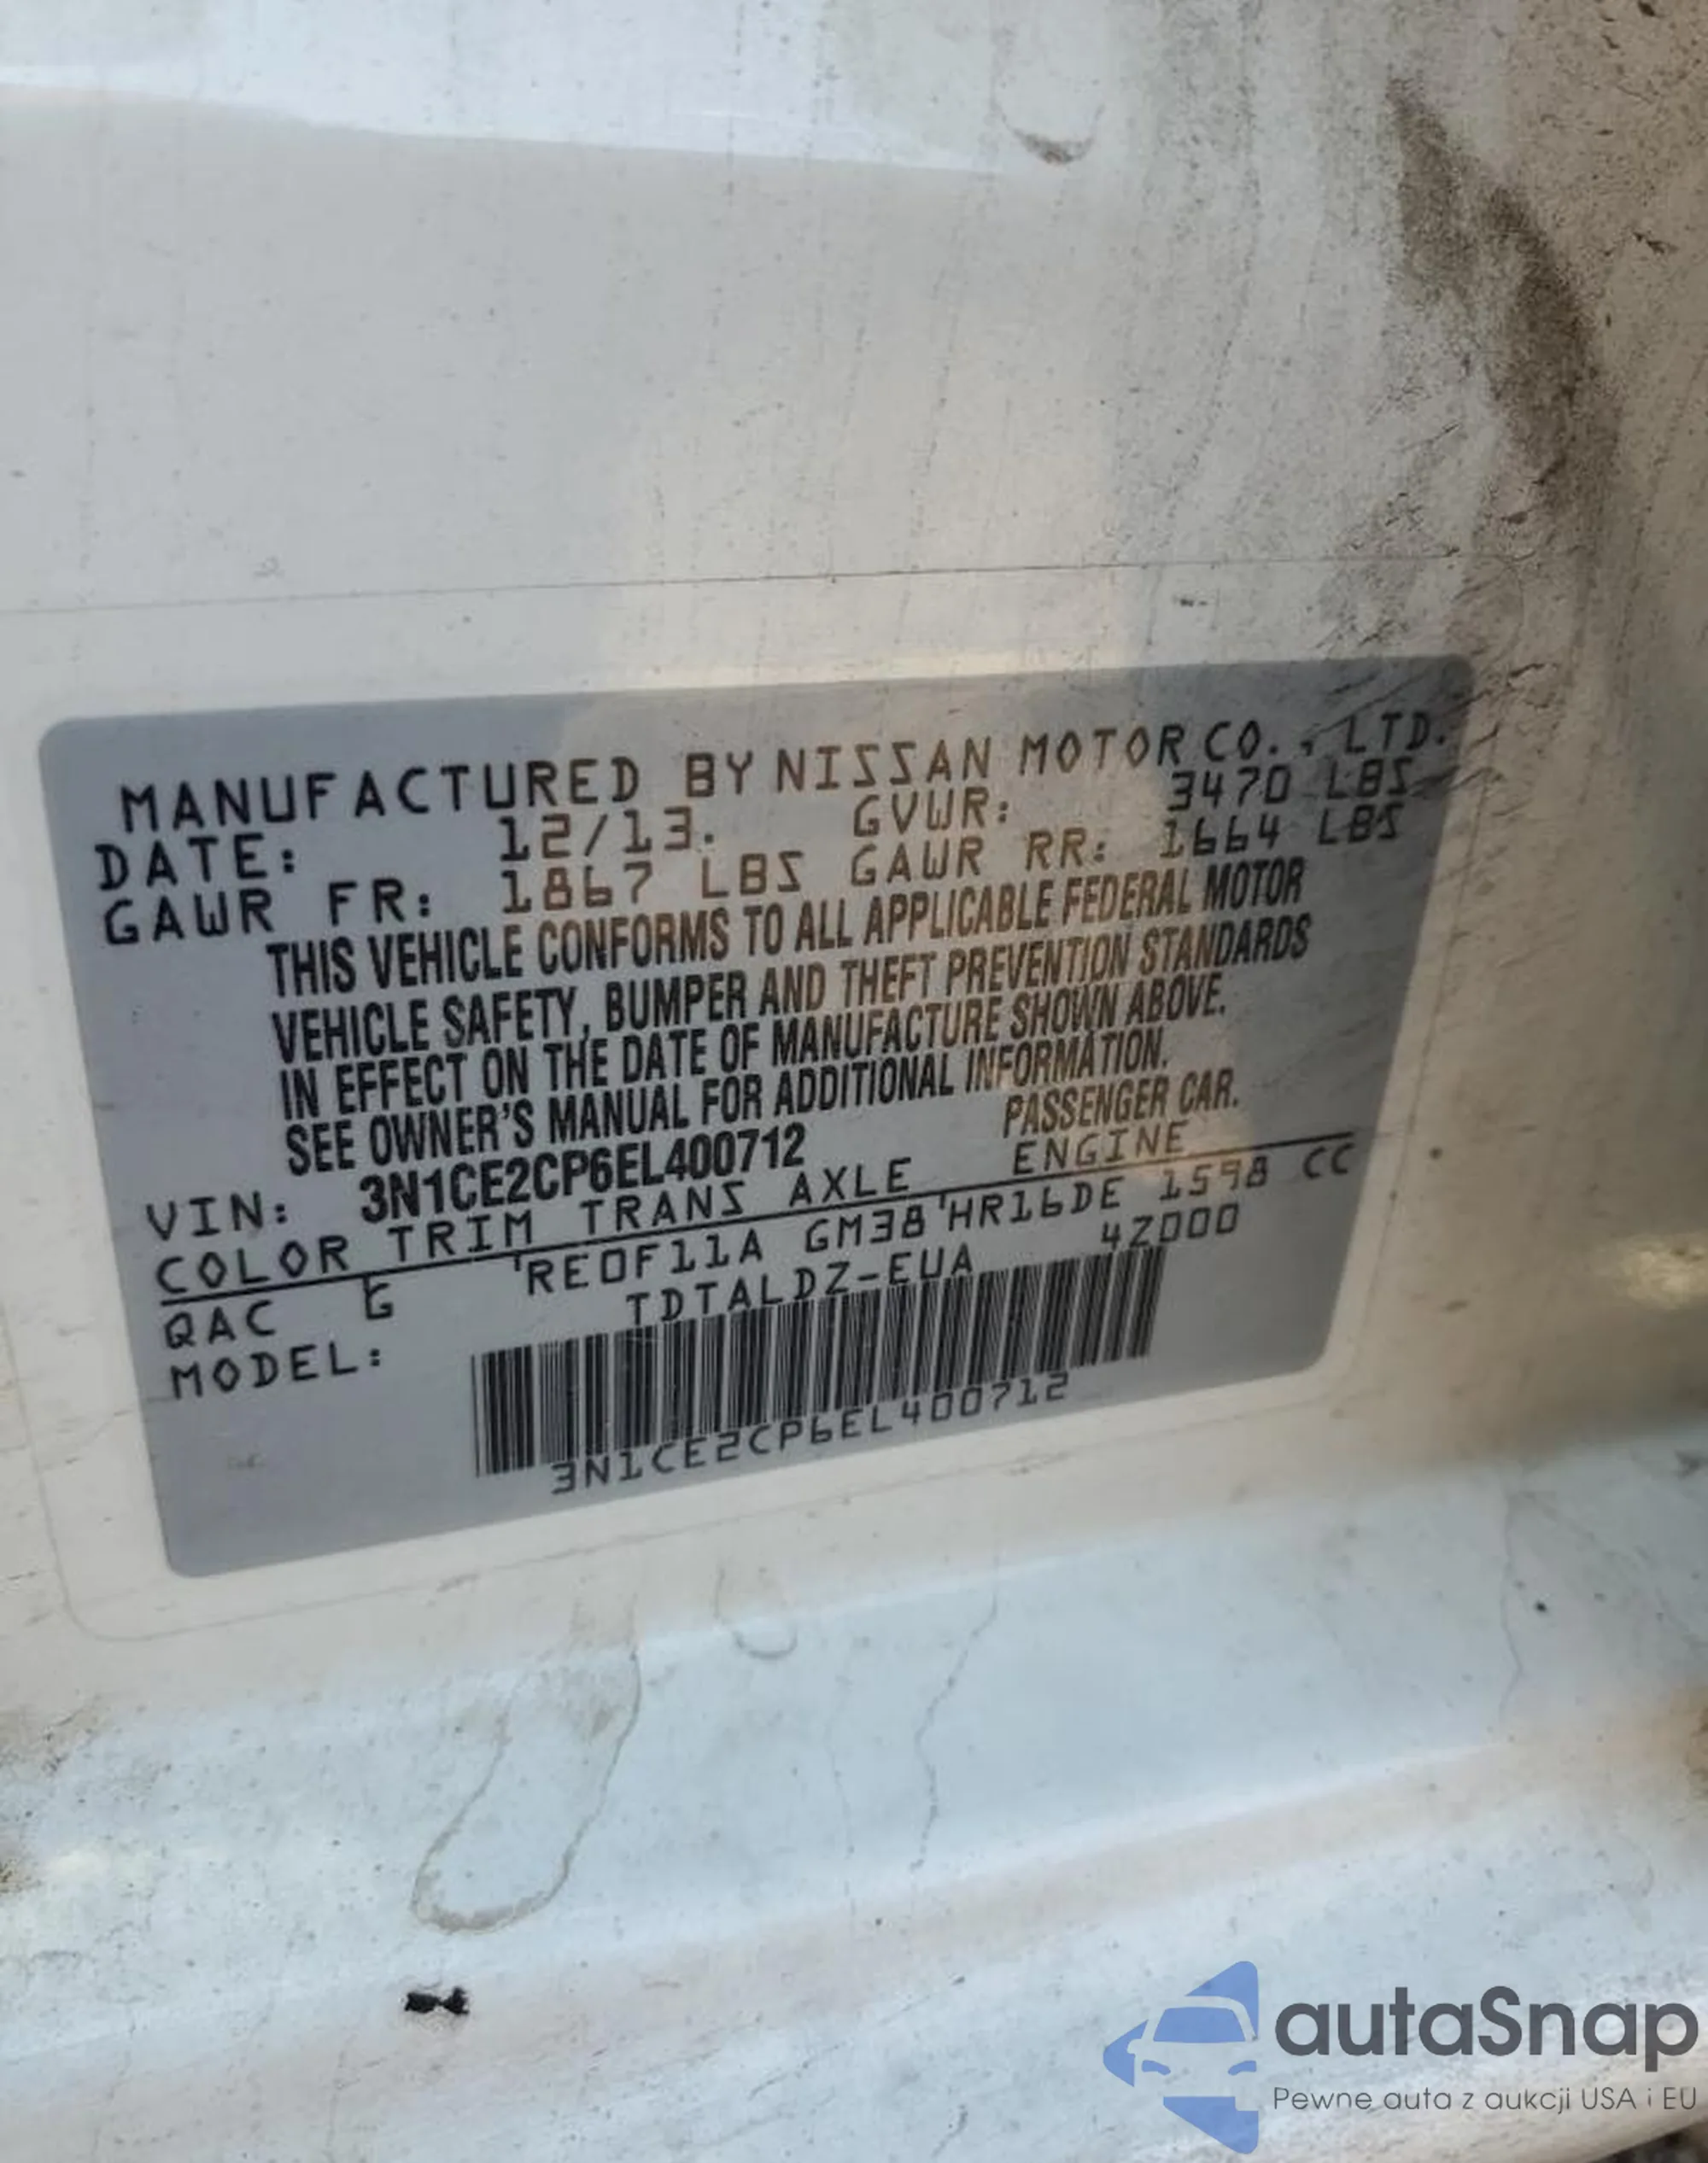 MANUFACTURED BY NISSAN MOTOR CO., LTD.
DATE: 12/13. GVWR: 3470 LBS
GAWR FR: 1867 LBS GAWR RR: 1664 LBS
THIS VEHICLE CONFORMS TO ALL APPLICABLE FEDERAL MOTOR
VEHICLE SAFETY, BUMPER AND THEFT PREVENTION STANDARDS
IN EFFECT ON THE DATE OF MANUFACTURE SHOWN ABOVE.
SEE OWNER'S MANUAL FOR ADDITIONAL INFORMATION.
VIN: 3N1CE2CP6EL400712 PASSENGER CAR.
COLOR TRIM TRANS AXLE ENGINE
QAC G RE0F11A GM38 HR16DE 1598 CC
MODEL: TDTALDZ-EUA 4Z000
3N1CE2CP6EL400712
autaSnap
Pewne auta z aukcji USA i EU